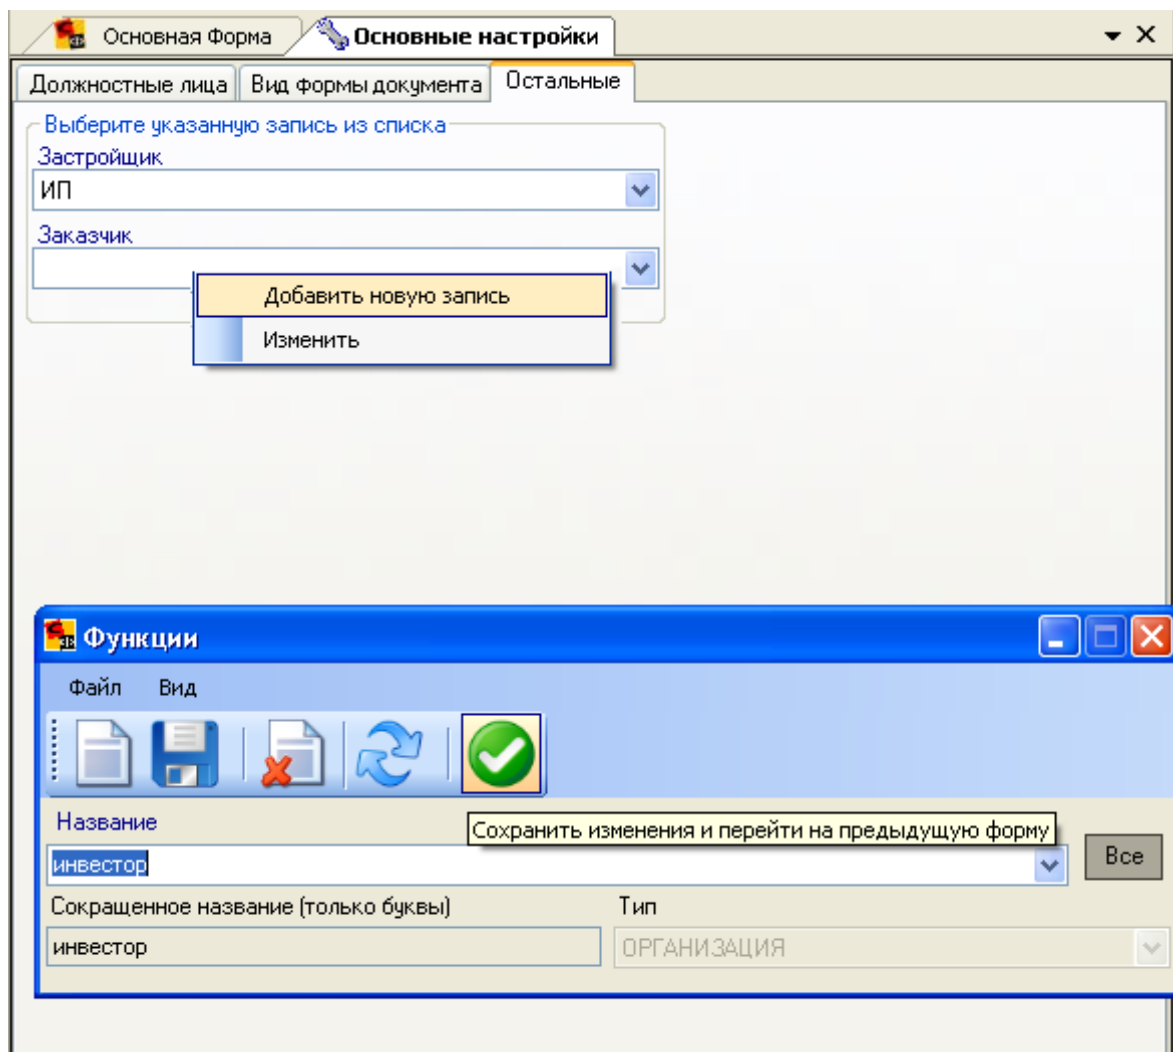 Основная Форма
Основные настройки
Должностные лица
Вид формы документа
Остальные
Выберите указанную запись из списка
Застройщик
ИП
Заказчик
Добавить новую запись
Изменить
Функции
Файл
Вид
Название
Сохранить изменения и перейти на предыдущую форму
инвестор
Все
Сокращенное название (только буквы)
Тип
инвестор
ОРГАНИЗАЦИЯ